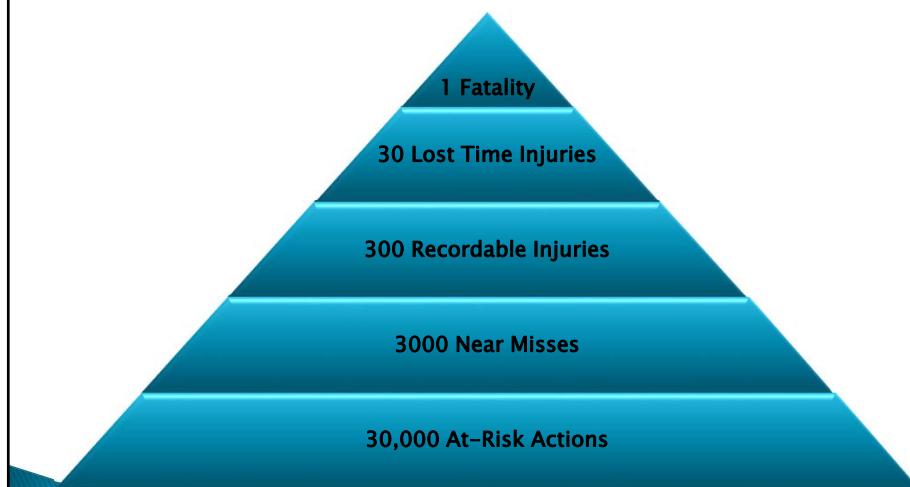 1 Fatality
30 Lost Time Injuries
300 Recordable Injuries
3000 Near Misses
30,000 At-Risk Actions